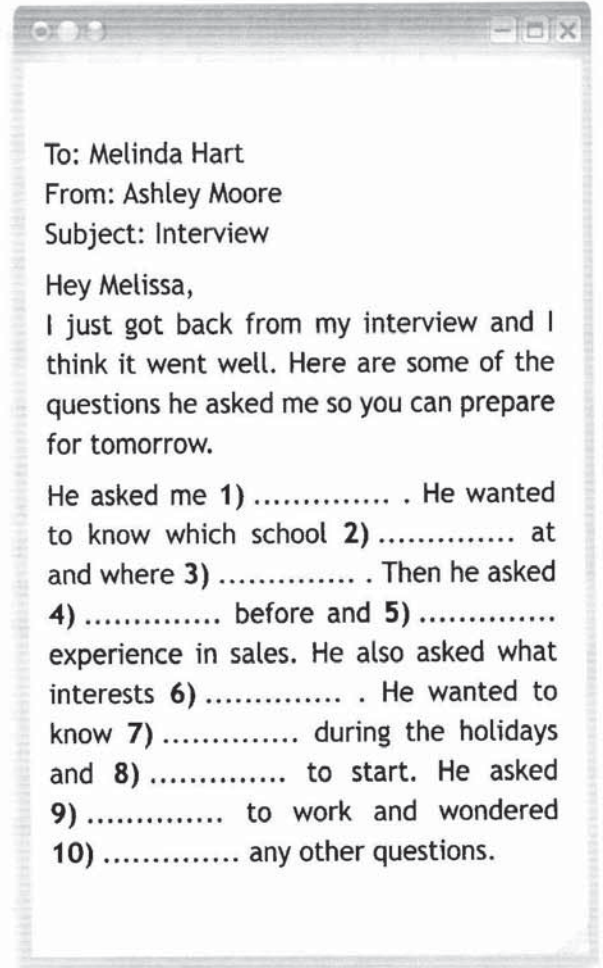 To: Melinda Hart
From: Ashley Moore
Subject: Interview
Hey Melissa,
I just got back from my interview and I
think it went well. Here are some of the
questions he asked me so you can prepare
for tomorrow.
He asked me 1) .............. . He wanted
to know which school 2) .............. at
and where 3) .............. . Then he asked
4) .............. before and 5) ..............
experience in sales. He also asked what
interests 6) .............. . He wanted to
know 7) .............. during the holidays
and 8) .............. to start. He asked
9) .............. to work and wondered
10) .............. any other questions.